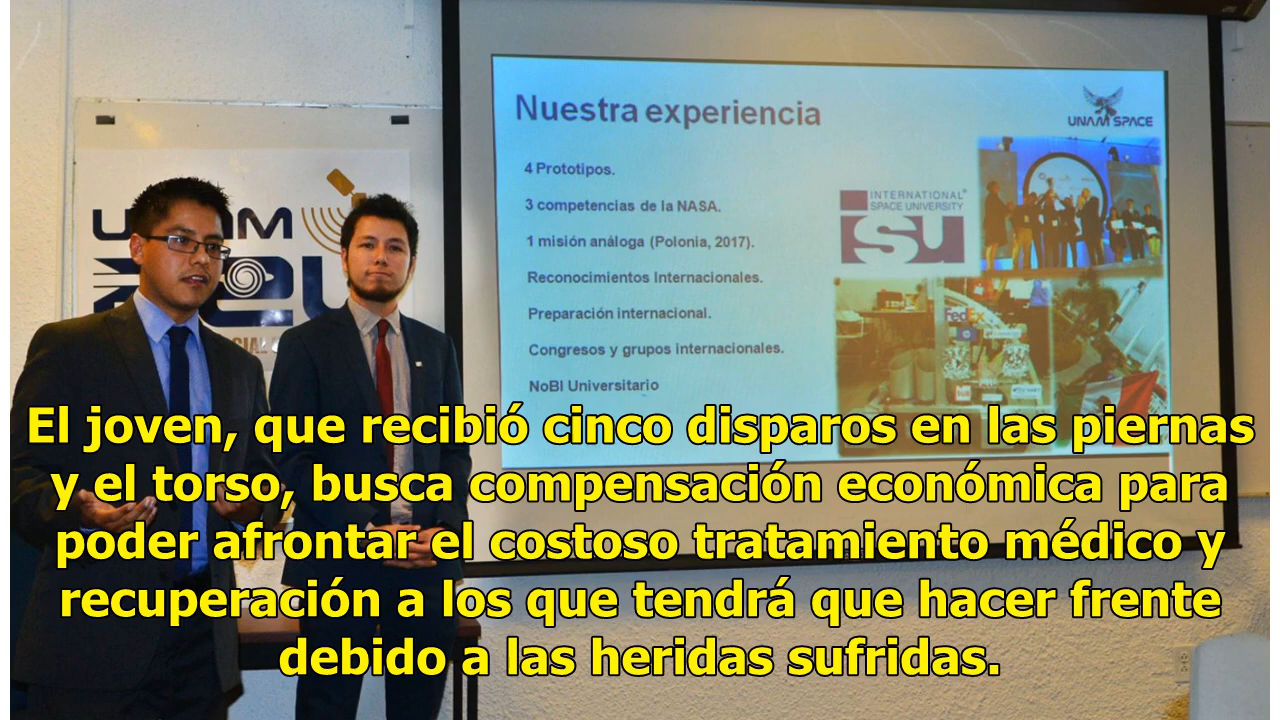 Nuestra experiencia
UNAM SPACE
4 Prototipos.
3 competencias de la NASA.
1 misión análoga (Polonia, 2017).
Reconocimientos Internacionales.
Preparación internacional.
Congresos y grupos internacionales.
NoBI Universitario
INTERNATIONAL®
SPACE UNIVERSITY
isu
FedEx
El joven, que recibió cinco disparos en las piernas
y el torso, busca compensación económica para
poder afrontar el costoso tratamiento médico y
recuperación a los que tendrá que hacer frente
debido a las heridas sufridas.